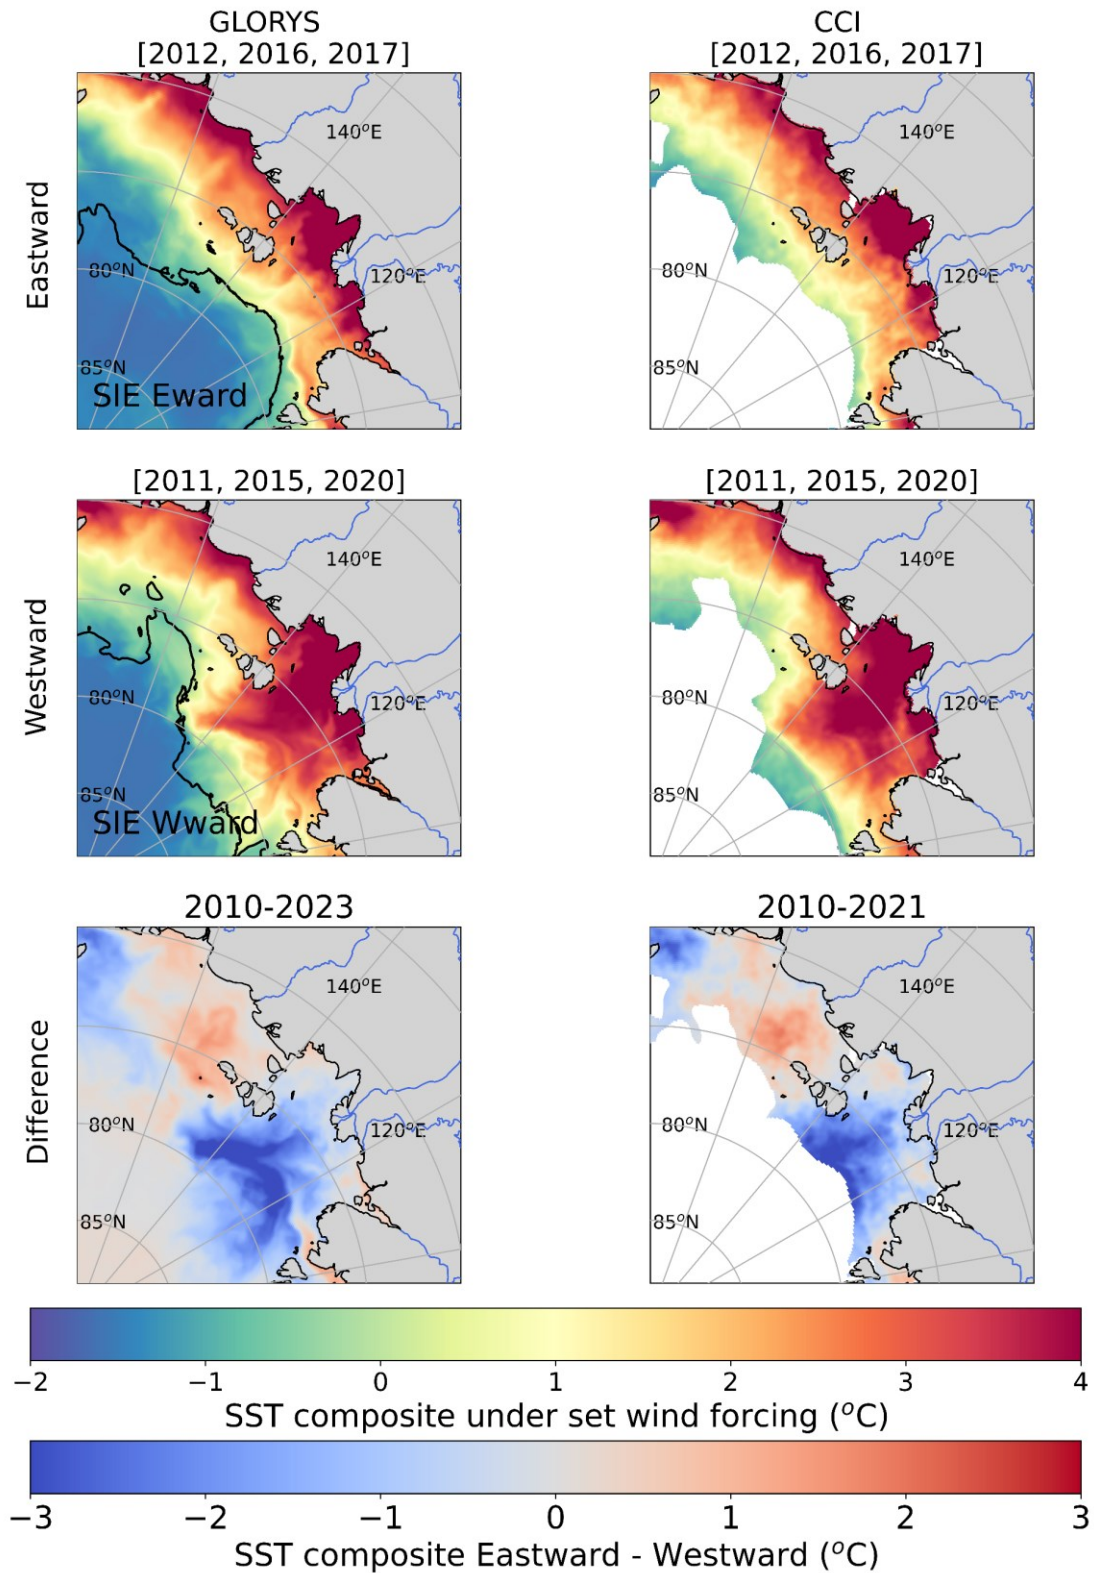 GLORYS
[2012, 2016, 2017]
CCI
[2012, 2016, 2017]
Eastward
140°E
120°E
80°N
85°N
SIE Eward
140°E
120°E
80°N
85°N
[2011, 2015, 2020]
[2011, 2015, 2020]
Westward
140°E
120°E
80°N
85°N
SIE Wward
140°E
120°E
80°N
85°N
2010-2023
2010-2021
Difference
140°E
120°E
80°N
85°N
140°E
120°E
80°N
85°N
−2 −1 0 1 2 3 4
SST composite under set wind forcing (°C)
−3 −2 −1 0 1 2 3
SST composite Eastward - Westward (°C)